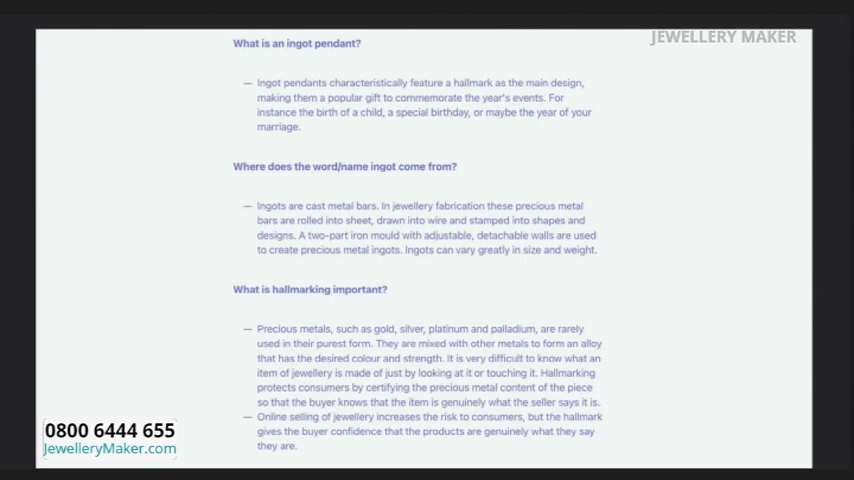 JEWELLERY MAKER
What is an ingot pendant?
— Ingot pendants characteristically feature a hallmark as the main design,
making them a popular gift to commemorate the year's events. For
instance the birth of a child, a special birthday, or maybe the year of your
marriage.
Where does the word/name ingot come from?
— Ingots are cast metal bars. In jewellery fabrication these precious metal
bars are rolled into sheet, drawn into wire and stamped into shapes and
designs. A two-part iron mould with adjustable, detachable walls are used
to create precious metal ingots. Ingots can vary greatly in size and weight.
What is hallmarking important?
— Precious metals, such as gold, silver, platinum and palladium, are rarely
used in their purest form. They are mixed with other metals to form an alloy
that has the desired colour and strength. It is very difficult to know what an
item of jewellery is made of just by looking at it or touching it. Hallmarking
protects consumers by certifying the precious metal content of the piece
so that the buyer knows that the item is genuinely what the seller says it is.
— Online selling of jewellery increases the risk to consumers, but the hallmark
gives the buyer confidence that the products are genuinely what they say
they are.
0800 6444 655
JewelleryMaker.com